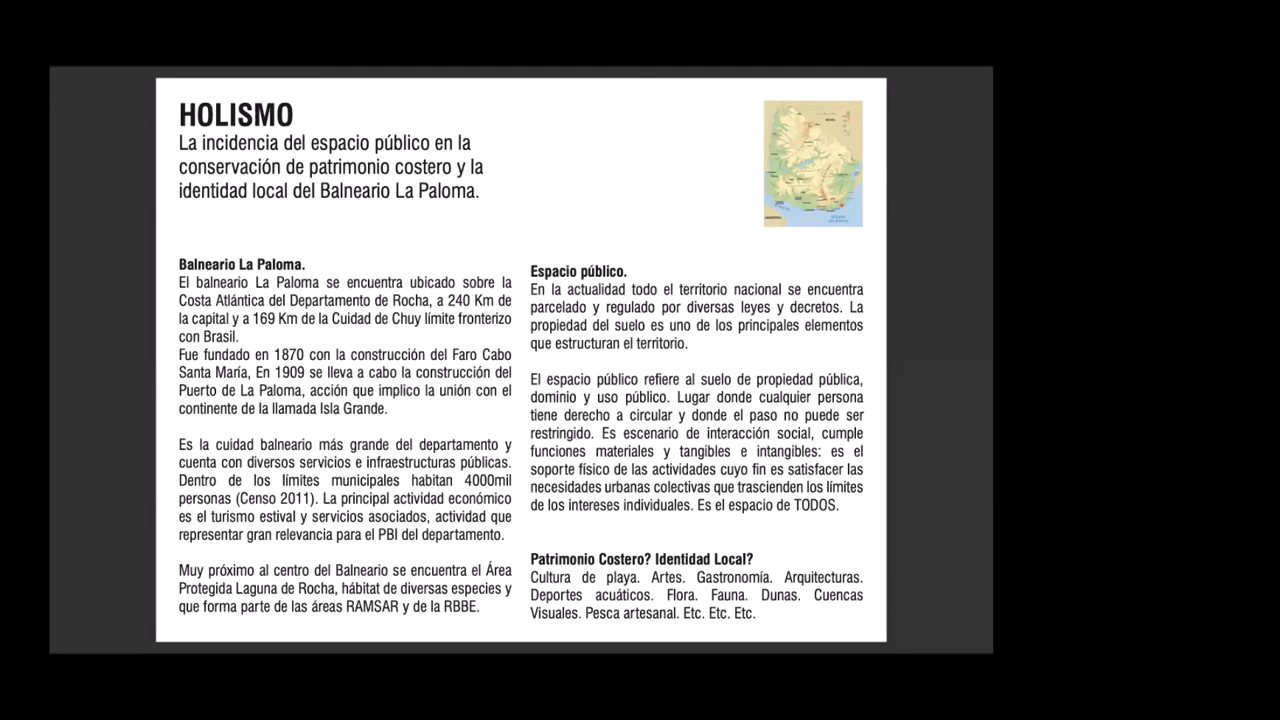 HOLISMO
La incidencia del espacio público en la
conservación de patrimonio costero y la
identidad local del Balneario La Paloma.
Balneario La Paloma.
El balneario La Paloma se encuentra ubicado sobre la
Costa Atlántica del Departamento de Rocha, a 240 Km de
la capital y a 169 Km de la Cuidad de Chuy límite fronterizo
con Brasil.
Fue fundado en 1870 con la construcción del Faro Cabo
Santa María, En 1909 se lleva a cabo la construcción del
Puerto de La Paloma, acción que implico la unión con el
continente de la llamada Isla Grande.
Es la cuidad balneario más grande del departamento y
cuenta con diversos servicios e infraestructuras públicas.
Dentro de los límites municipales habitan 4000mil
personas (Censo 2011). La principal actividad económico
es el turismo estival y servicios asociados, actividad que
representar gran relevancia para el PBI del departamento.
Muy próximo al centro del Balneario se encuentra el Área
Protegida Laguna de Rocha, hábitat de diversas especies y
que forma parte de las áreas RAMSAR y de la RBBE.
Espacio público.
En la actualidad todo el territorio nacional se encuentra
parcelado y regulado por diversas leyes y decretos. La
propiedad del suelo es uno de los principales elementos
que estructuran el territorio.
El espacio público refiere al suelo de propiedad pública,
dominio y uso público. Lugar donde cualquier persona
tiene derecho a circular y donde el paso no puede ser
restringido. Es escenario de interacción social, cumple
funciones materiales y tangibles e intangibles: es el
soporte físico de las actividades cuyo fin es satisfacer las
necesidades urbanas colectivas que trascienden los límites
de los intereses individuales. Es el espacio de TODOS.
Patrimonio Costero? Identidad Local?
Cultura de playa. Artes. Gastronomía. Arquitecturas.
Deportes acuáticos. Flora. Fauna. Dunas. Cuencas
Visuales. Pesca artesanal. Etc. Etc. Etc.